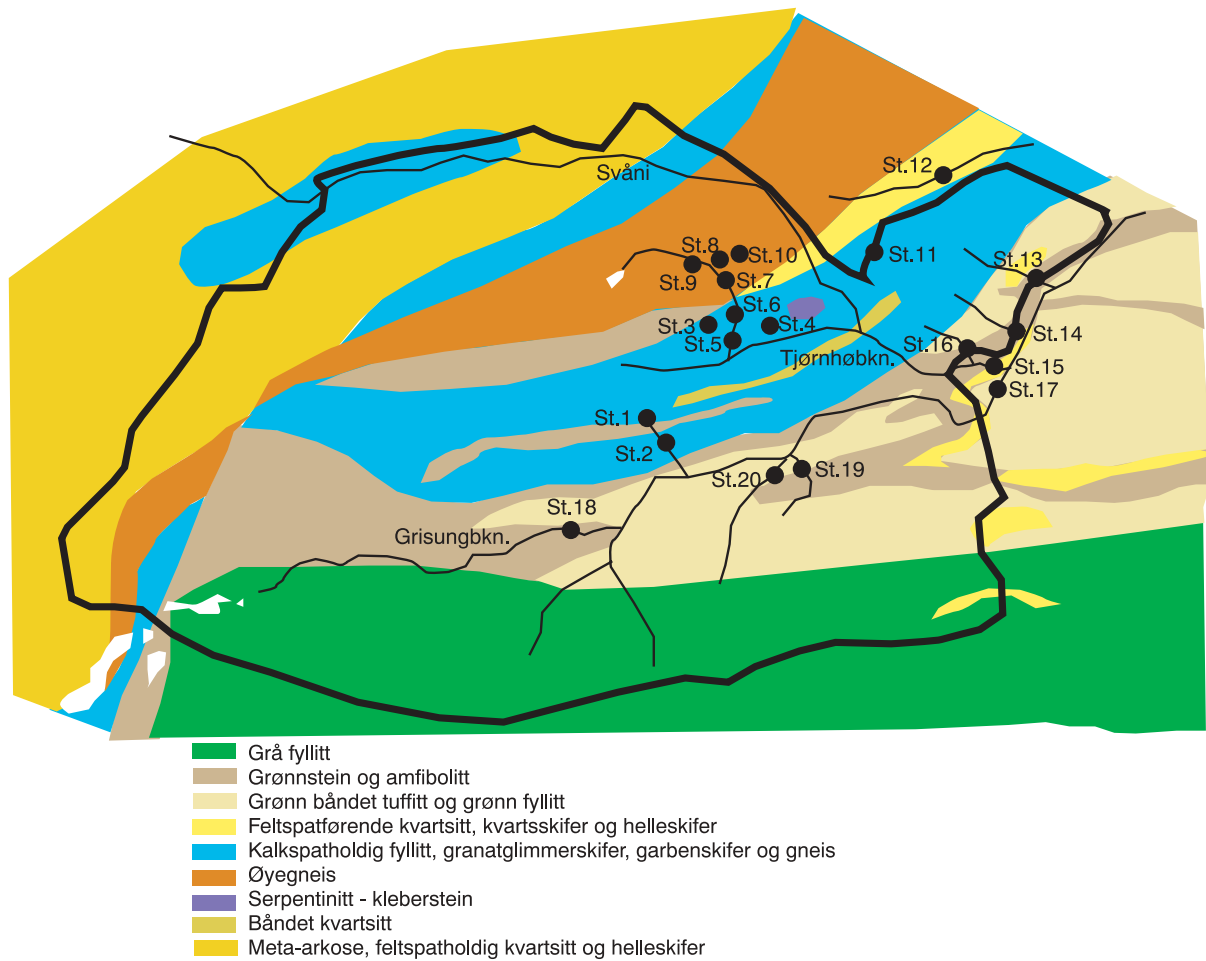 St.12
Svåni
St.8
St.10
St.11
St.13
St.9
St.7
St.6
St.3
St.4
St.14
St.5
St.16
Tjørnhøbkn.
St.15
St.17
St.1
St.2
St.19
St.20
St.18
Grisungbkn.
Grå fyllitt
Grønnstein og amfibolitt
Grønn båndet tuffitt og grønn fyllitt
Feltspatførende kvartsitt, kvartsskifer og helleskifer
Kalkspatholdig fyllitt, granatglimmerskifer, garbenskifer og gneis
Øyegneis
Serpentinitt - kleberstein
Båndet kvartsitt
Meta-arkose, feltspatholdig kvartsitt og helleskifer